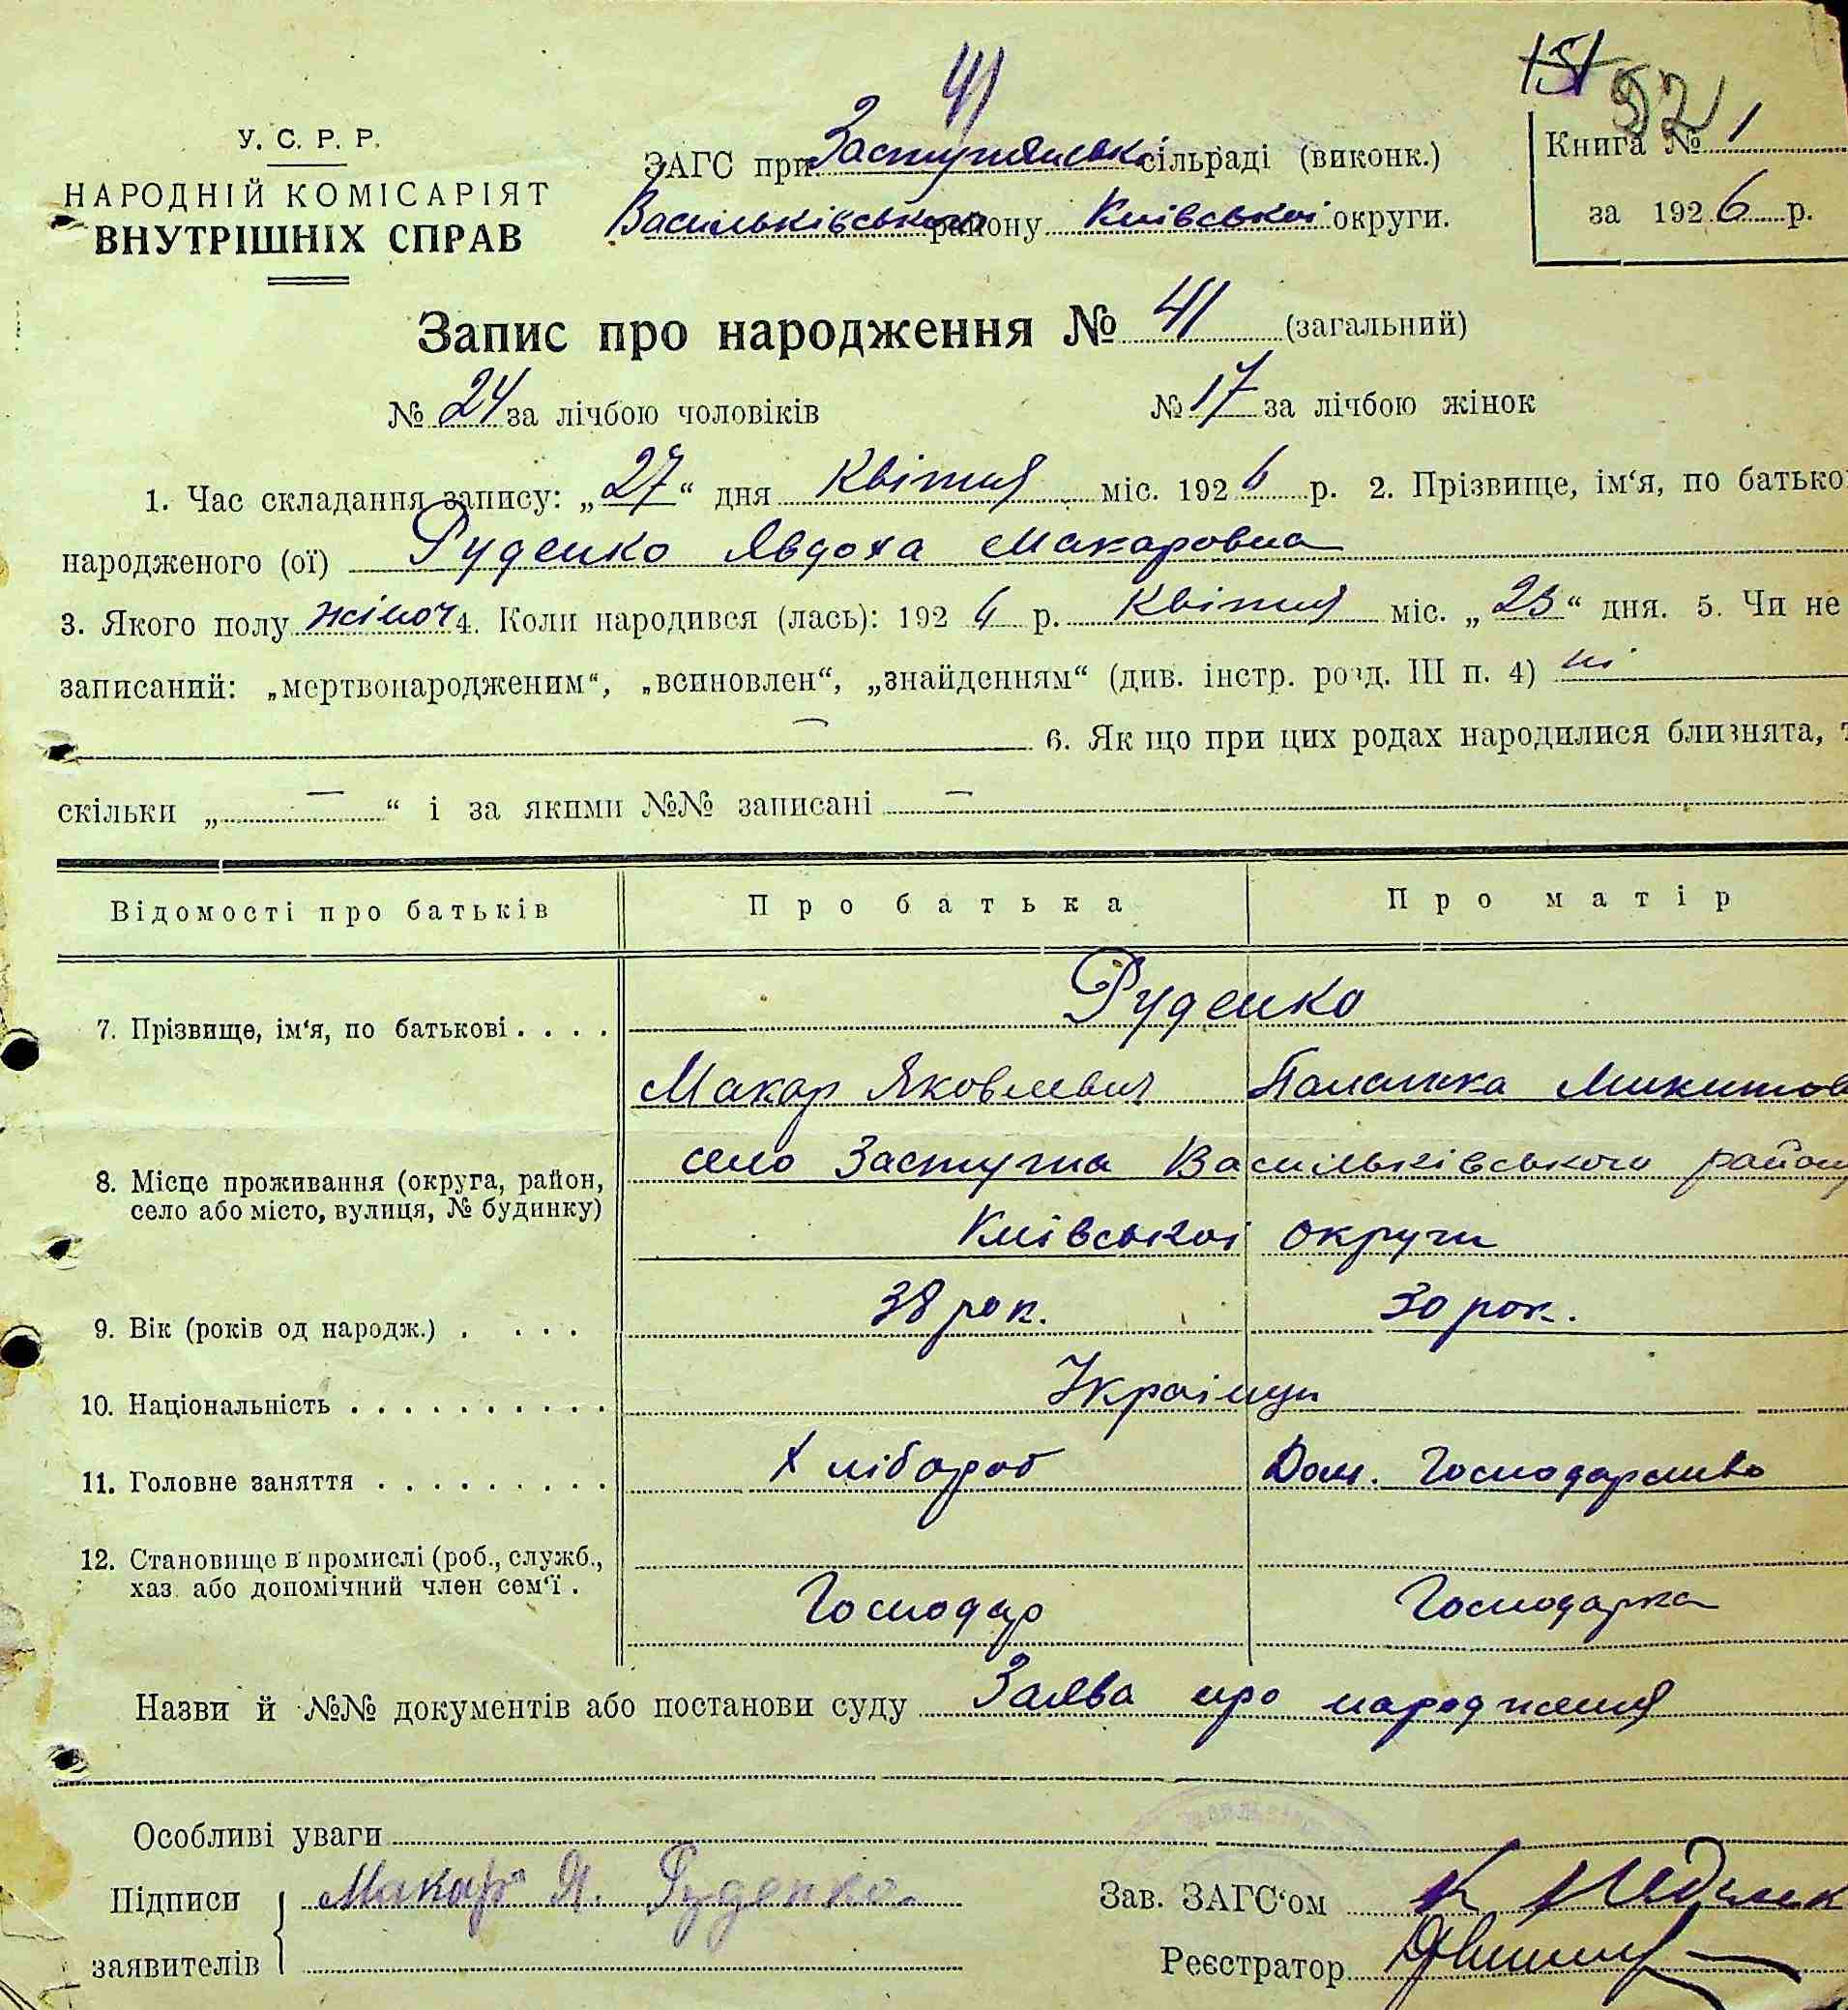 41
151 52
У. С. Р. Р.
НАРОДНІЙ КОМІСАРІЯТ
ВНУТРІШНІХ СПРАВ
ЗАГС при Застугнянськ сільраді (виконк.)
Васильківського району Київської округи.
Книга № 1
за 1926 р.
Запис про народження № 41 (загальний)
№ 24 за лічбою чоловіків № 17 за лічбою жінок
1. Час складання запису: „27“ дня Квітня міс. 1926 р. 2. Прізвище, ім‘я, по батько
народженого (ої) Руденко Явдоха Макаровна
3. Якого полу жіноч 4. Коли народився (лась): 1926 р. Квітня міс. „23“ дня. 5. Чи не
записаний: „мертвонародженим“, „всиновлен“, „знайденням“ (див. інстр. розд. III п. 4) ні
— 6. Як що при цих родах народилися близнята, т
скільки „ — “ і за якими №№ записані —
Відомості про батьків Про батька Про матір
7. Прізвище, ім‘я, по батькові . . . . Руденко
Макар Яковлевич Палажка Микитов
8. Місце проживання (округа, район, село або місто, вулиця, № будинку) село Застугна Васильківського району
Київської округи
9. Вік (років од народж.) . . . . 38 рок. 30 рок.
10. Національність . . . . . . . . . . Українци
11. Головне заняття . . . . . . . . . Хлібороб Дом. Господарство
12. Становище в промислі (роб., служб.,
хаз. або допомічний член сем‘ї . Господар Господарка
Назви й №№ документів або постанови суду Заява про народження
Особливі уваги
Підписи заявителів Макар Я. Руденко.
Зав. ЗАГС‘ом
Реєстратор